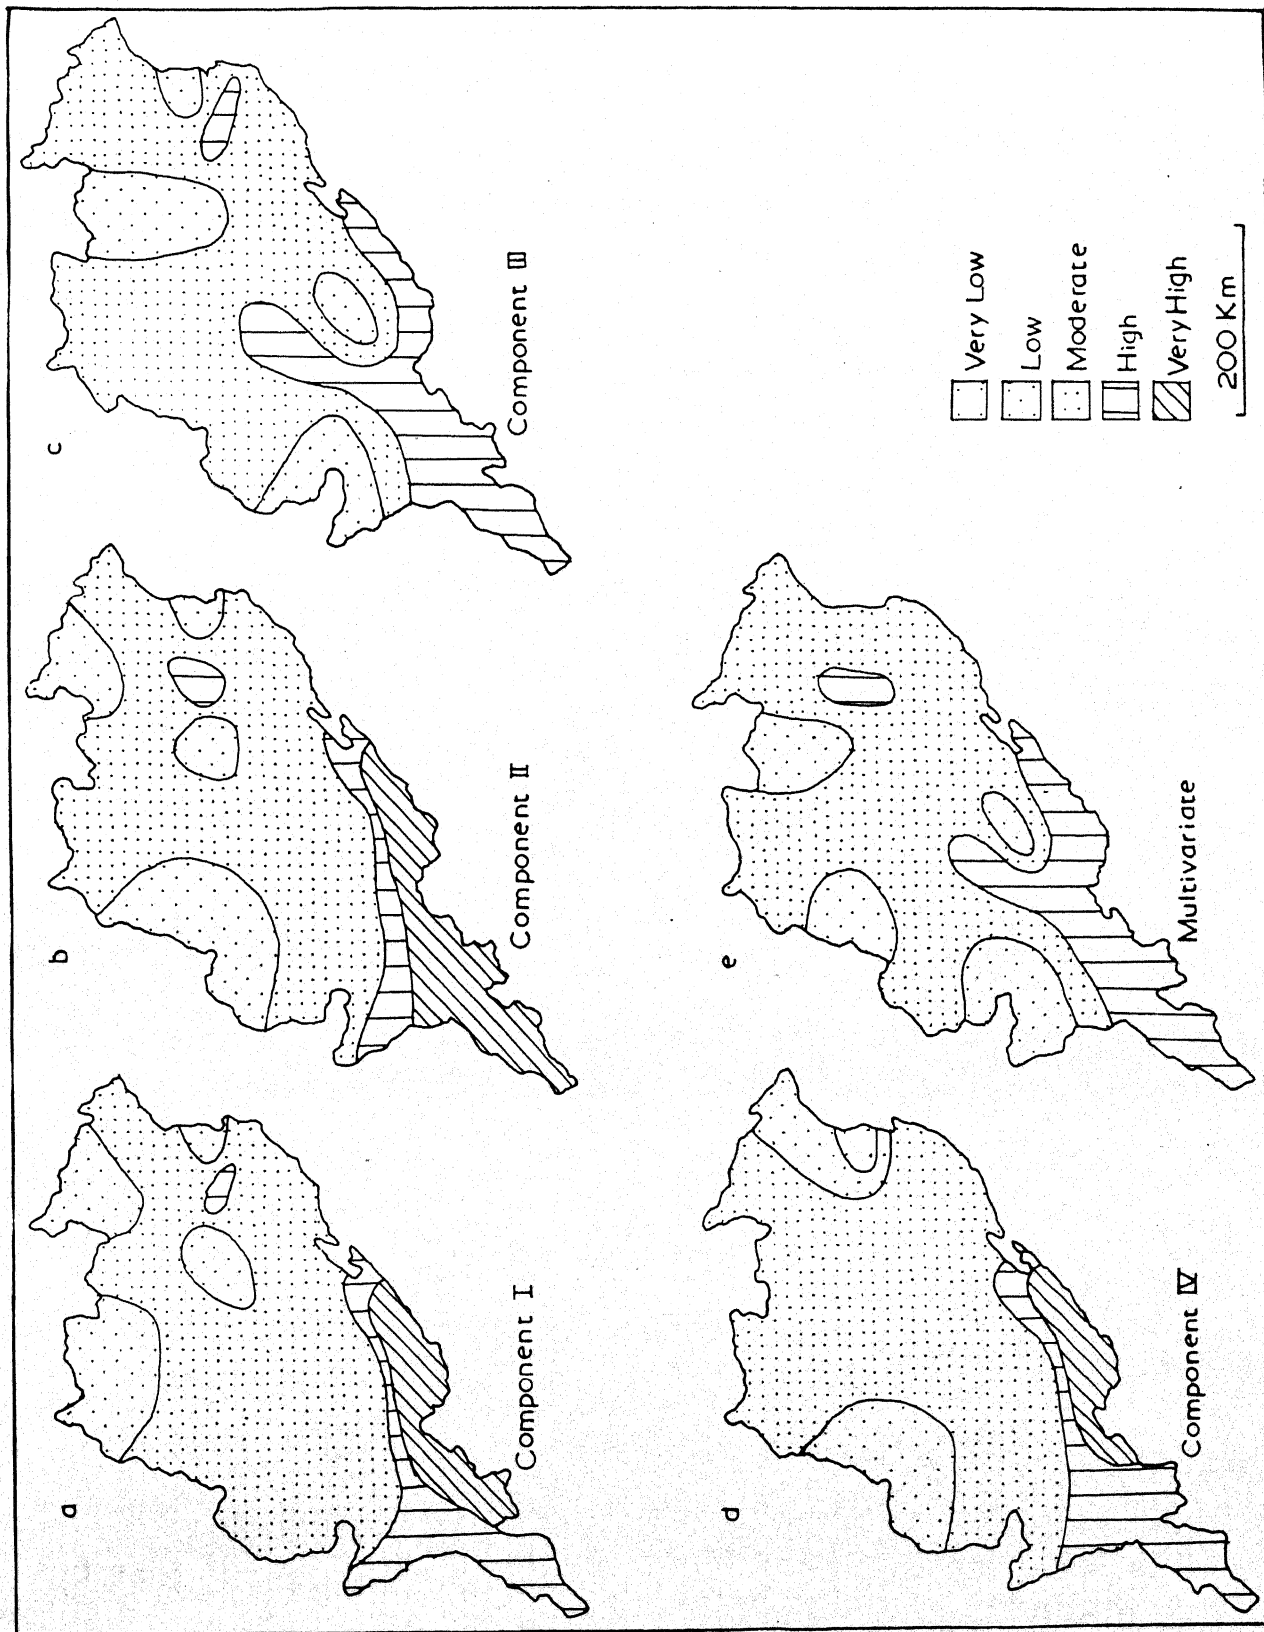 a
Component I
b
Component II
c
Component III
d
Component IV
e
Multivariate
Very Low
Low
Moderate
High
Very High
200 Km